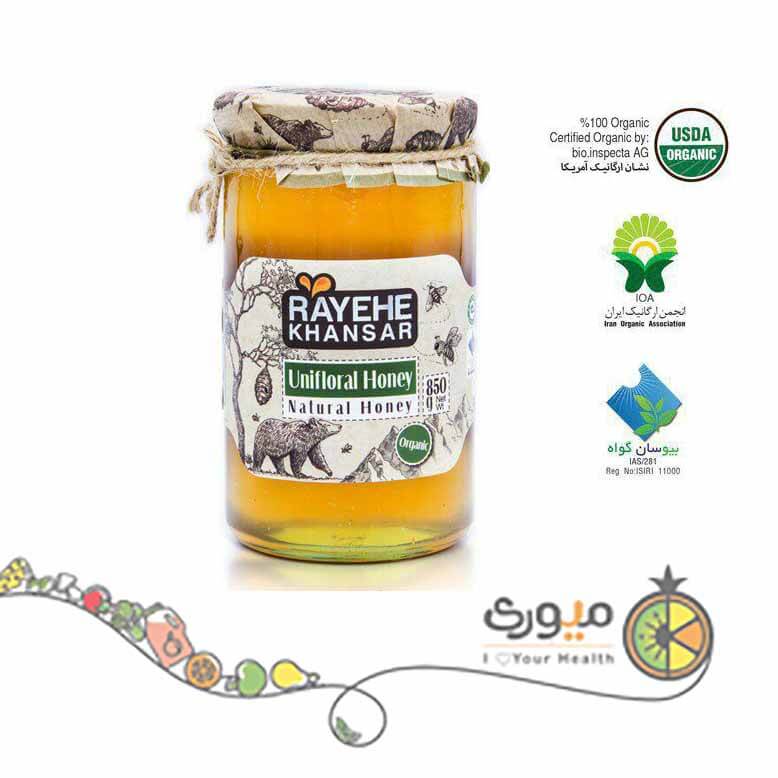 %100 Organic
Certified Organic by:
bio.inspecta AG
نشان ارگانیک آمریکا
USDA
ORGANIC
IOA
انجمن ارگانیک ایران
Iran Organic Association
بیوسان گواه
IAS/281
Reg No:ISIRI 11000
RAYEHE
KHANSAR
Unifloral Honey
Natural Honey
850
g
Net
Wt
Organic
میوری
I Your Health